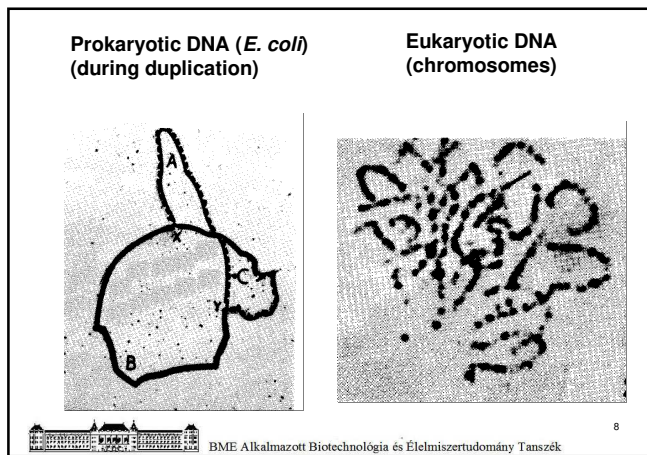 Prokaryotic DNA (E. coli)
(during duplication)
Eukaryotic DNA
(chromosomes)
A
X
C
Y
B
8
BME Alkalmazott Biotechnológia és Élelmiszertudomány Tanszék